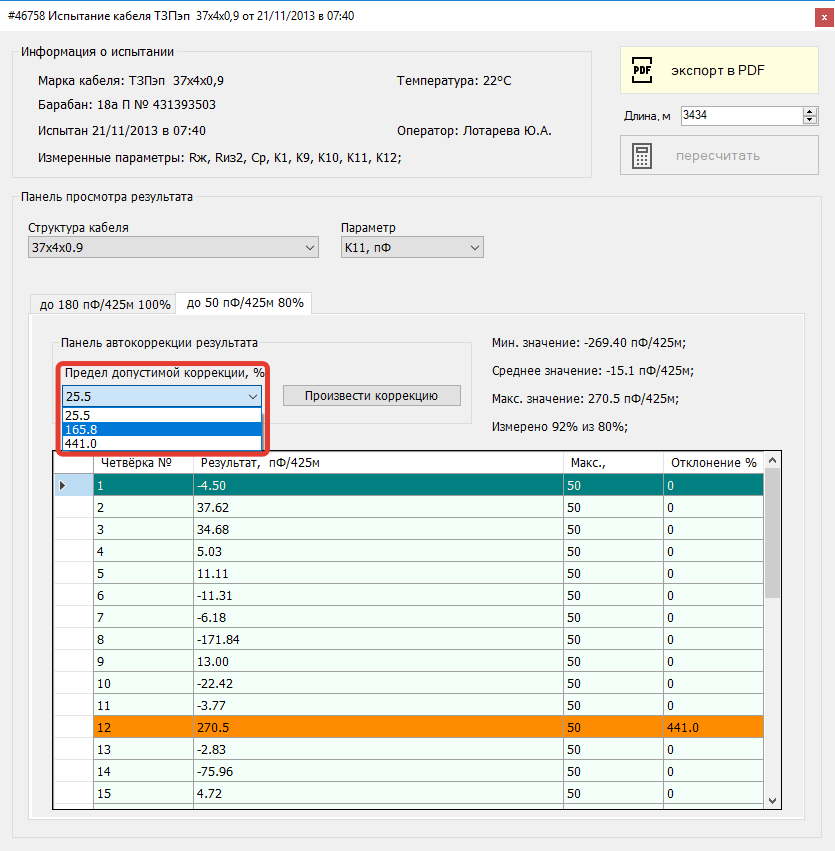 #46758 Испытание кабеля ТЗПэп 37х4х0,9 от 21/11/2013 в 07:40
x
Информация о испытании
Марка кабеля: ТЗПэп 37х4х0,9
Температура: 22°С
Барабан: 18а П № 431393503
Испытан 21/11/2013 в 07:40
Оператор: Лотарева Ю.А.
Измеренные параметры: Rж, Rиз2, Cр, K1, K9, K10, K11, K12;
PDF
экспорт в PDF
Длина, м
3434
пересчитать
Панель просмотра результата
Структура кабеля
Параметр
37х4х0.9
K11, пФ
до 180 пФ/425м 100%
до 50 пФ/425м 80%
Панель автокоррекции результата
Предел допустимой коррекции, %
25.5
Произвести коррекцию
25.5
165.8
441.0
Мин. значение: -269.40 пФ/425м;
Среднее значение: -15.1 пФ/425м;
Макс. значение: 270.5 пФ/425м;
Измерено 92% из 80%;
Четвёрка № Результат, пФ/425м Макс., Отклонение %
1 -4.50 50 0
2 37.62 50 0
3 34.68 50 0
4 5.03 50 0
5 11.11 50 0
6 -11.31 50 0
7 -6.18 50 0
8 -171.84 50 0
9 13.00 50 0
10 -22.42 50 0
11 -3.77 50 0
12 270.5 50 441.0
13 -2.83 50 0
14 -75.96 50 0
15 4.72 50 0